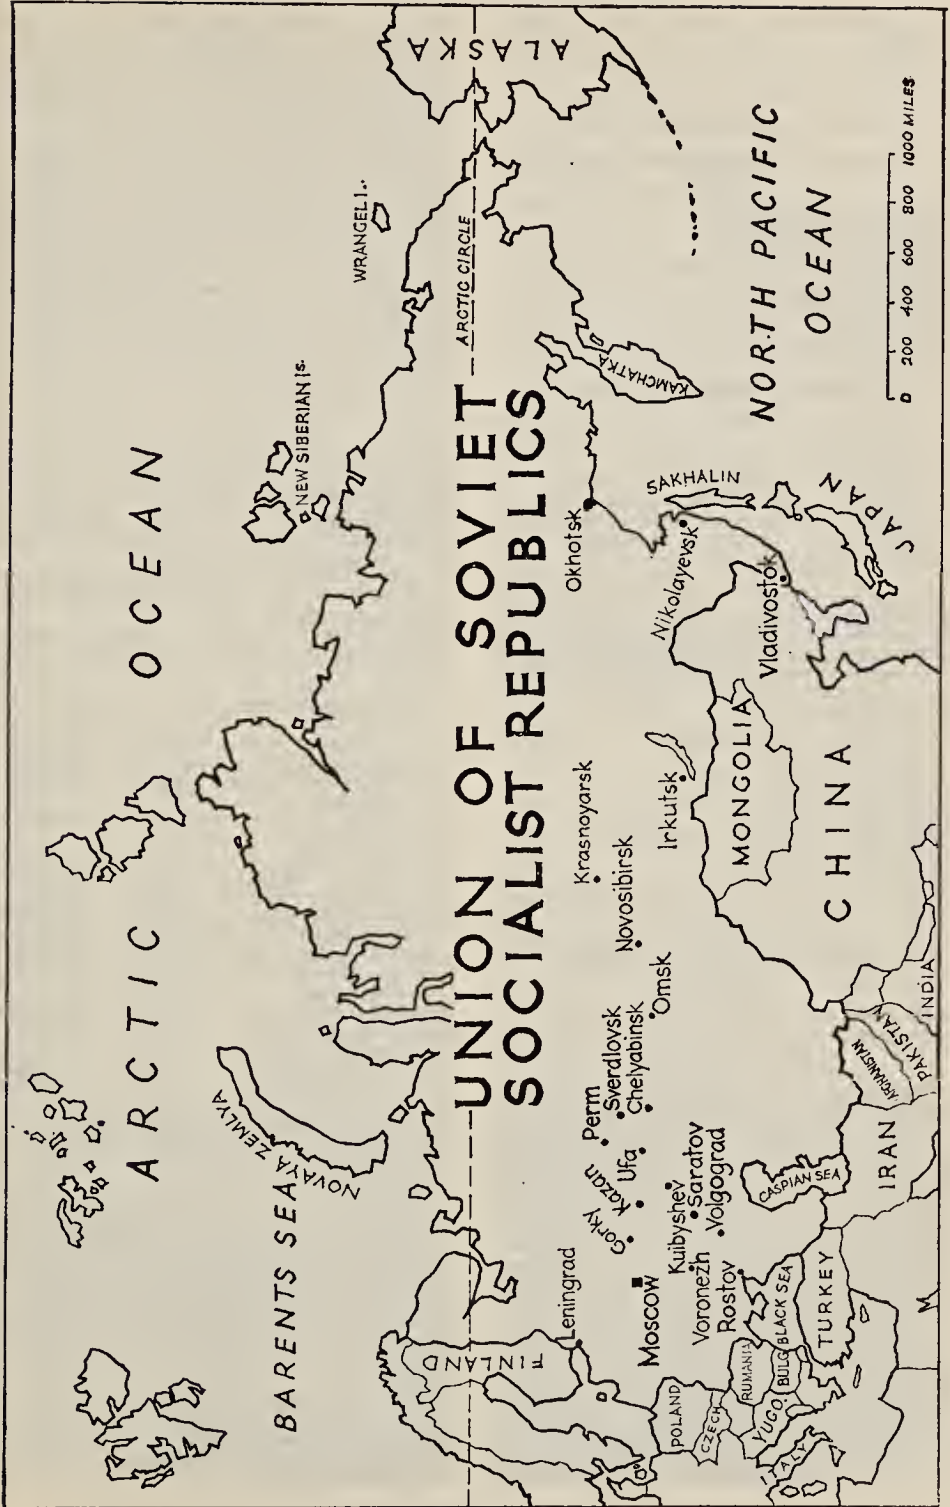 ARCTIC OCEAN
BARENTS SEA
NOVAYA ZEMLYA
NEW SIBERIAN Is.
WRANGEL I.
ALASKA
ARCTIC CIRCLE
UNION OF SOVIET
SOCIALIST REPUBLICS
FINLAND
Leningrad
Moscow
Gorky
Kazan
Perm
Ufa
Sverdlovsk
Chelyabinsk
Omsk
Novosibirsk
Krasnoyarsk
Irkutsk
Okhotsk
Nikolayevsk
Vladivostok
Kuibyshev
Saratov
Volgograd
Voronezh
Rostov
KAMCHATKA
SAKHALIN
JAPAN
NORTH PACIFIC
OCEAN
MONGOLIA
CHINA
POLAND
CZECH.
RUMANIA
YUGO.
BULG.
ITALY
BLACK SEA
TURKEY
CASPIAN SEA
IRAN
AFGHANISTAN
PAKISTAN
INDIA
0 200 400 600 800 1000 MILES